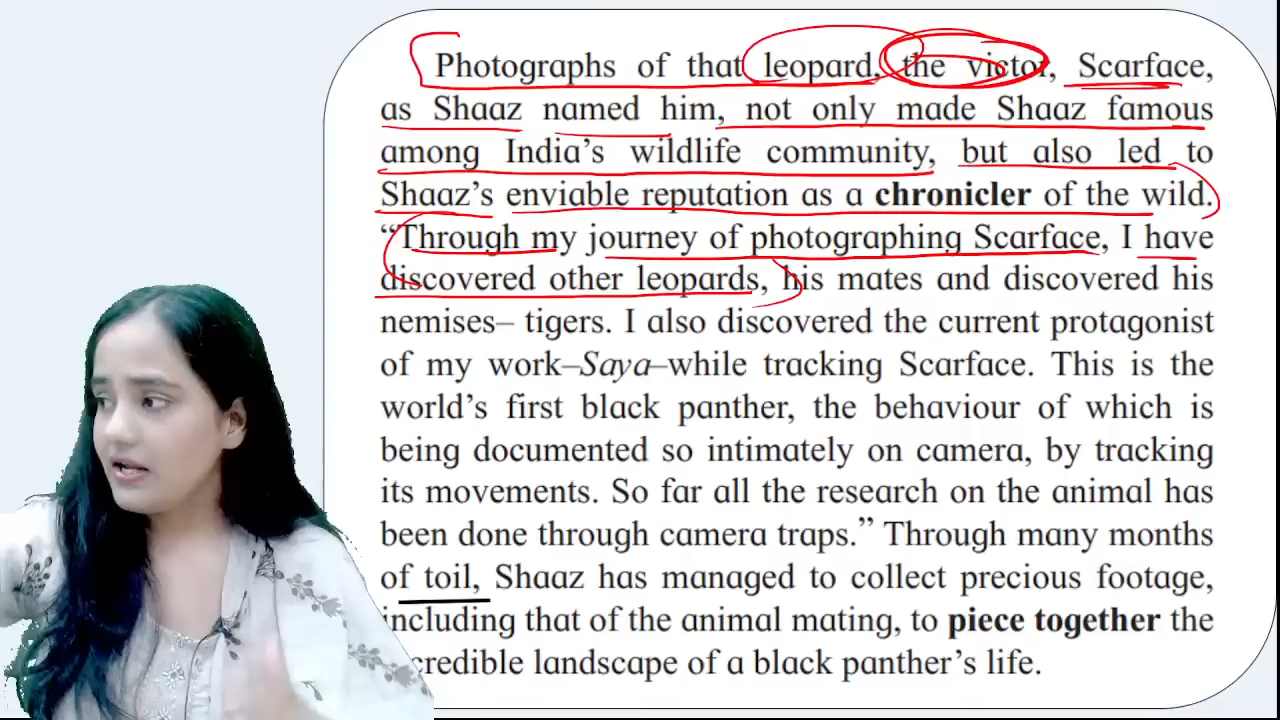 Photographs of that leopard, the victor, Scarface,
as Shaaz named him, not only made Shaaz famous
among India’s wildlife community, but also led to
Shaaz’s enviable reputation as a chronicler of the wild.
“Through my journey of photographing Scarface, I have
discovered other leopards, his mates and discovered his
nemises– tigers. I also discovered the current protagonist
of my work–Saya–while tracking Scarface. This is the
world’s first black panther, the behaviour of which is
being documented so intimately on camera, by tracking
its movements. So far all the research on the animal has
been done through camera traps.” Through many months
of toil, Shaaz has managed to collect precious footage,
including that of the animal mating, to piece together the
credible landscape of a black panther’s life.